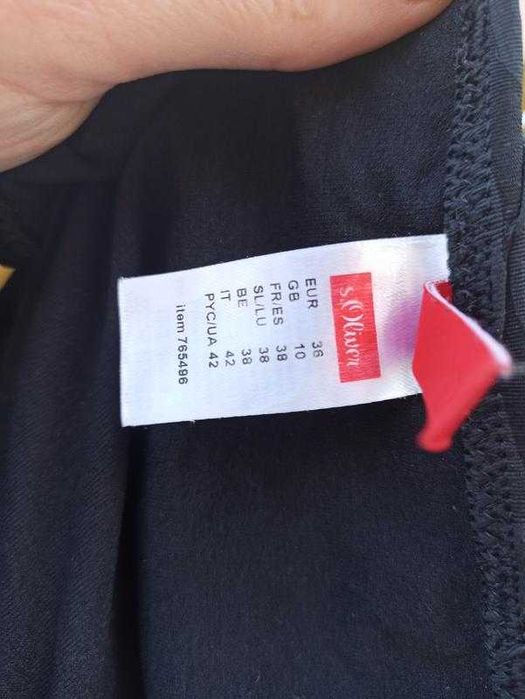 s.Oliver
EUR 36
GB 10
FR/ES 38
SL/LU 38
BE 38
IT 42
PYC/UA 42
item 765496